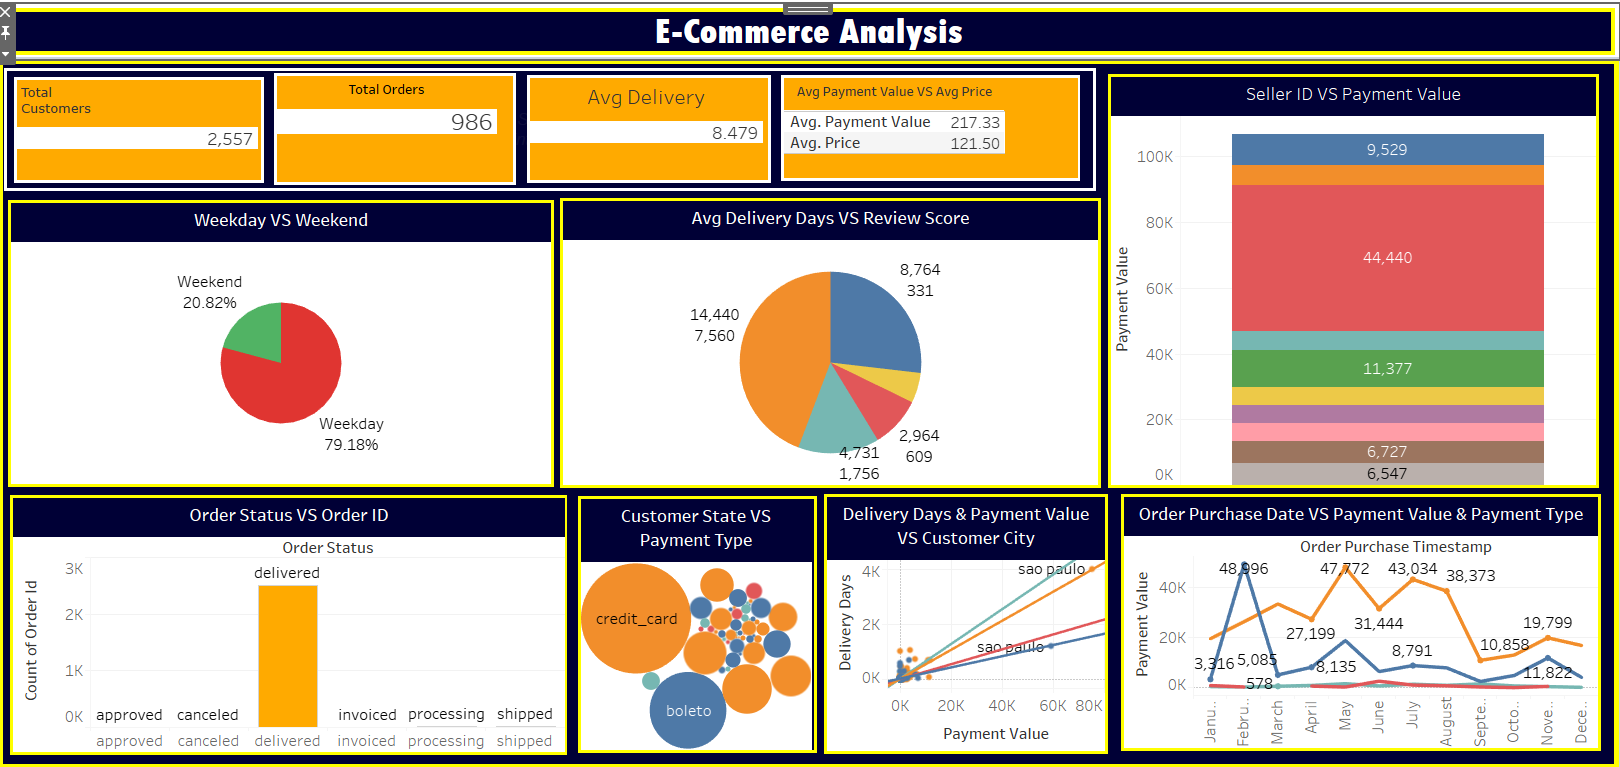 E-Commerce Analysis
Total
Customers
2,557
Total Orders
986
Avg Delivery
8.479
Avg Payment Value VS Avg Price
Avg. Payment Value 217.33
Avg. Price 121.50
Seller ID VS Payment Value
Payment Value
100K
80K
60K
40K
20K
0K
9,529
44,440
11,377
6,727
6,547
Weekday VS Weekend
Weekend
20.82%
Weekday
79.18%
Avg Delivery Days VS Review Score
8,764
331
14,440
7,560
2,964
609
4,731
1,756
Order Status VS Order ID
Order Status
Count of Order Id
3K
2K
1K
0K
delivered
approved canceled invoiced processing shipped
approved canceled delivered invoiced processing shipped
Customer State VS
Payment Type
credit_card
boleto
Delivery Days & Payment Value
VS Customer City
Delivery Days
4K
2K
0K
sao paulo
sao paulo
0K 20K 40K 60K 80K
Payment Value
Order Purchase Date VS Payment Value & Payment Type
Order Purchase Timestamp
Payment Value
40K
20K
0K
48,996 47,772 43,034 38,373
27,199 31,444 10,858 19,799
3,316 5,085 8,135 8,791 11,822
578
Janu.. Febru.. March April May June July August Septe.. Octo.. Nove.. Dece..